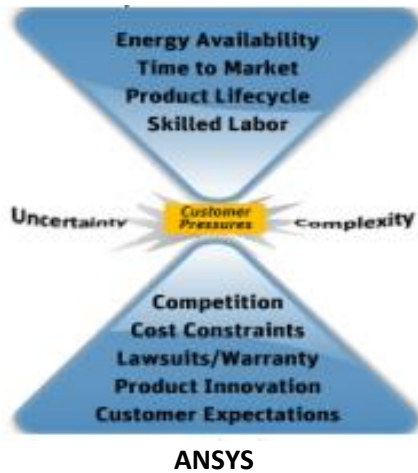 Energy Availability
Time to Market
Product Lifecycle
Skilled Labor
Uncertainty
Customer
Pressures
Complexity
Competition
Cost Constraints
Lawsuits/Warranty
Product Innovation
Customer Expectations
ANSYS